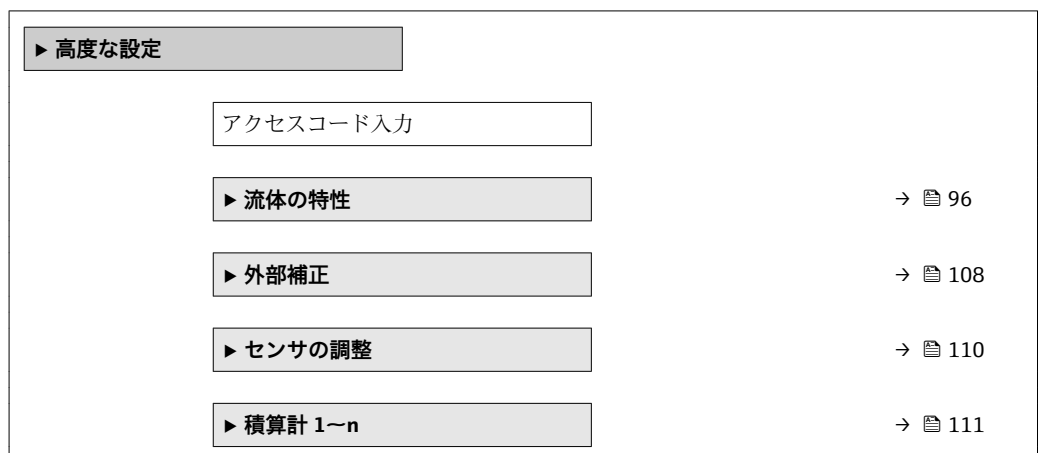 ▶ 高度な設定
アクセスコード入力
▶ 流体の特性 → 96
▶ 外部補正 → 108
▶ センサの調整 → 110
▶ 積算計 1~n → 111